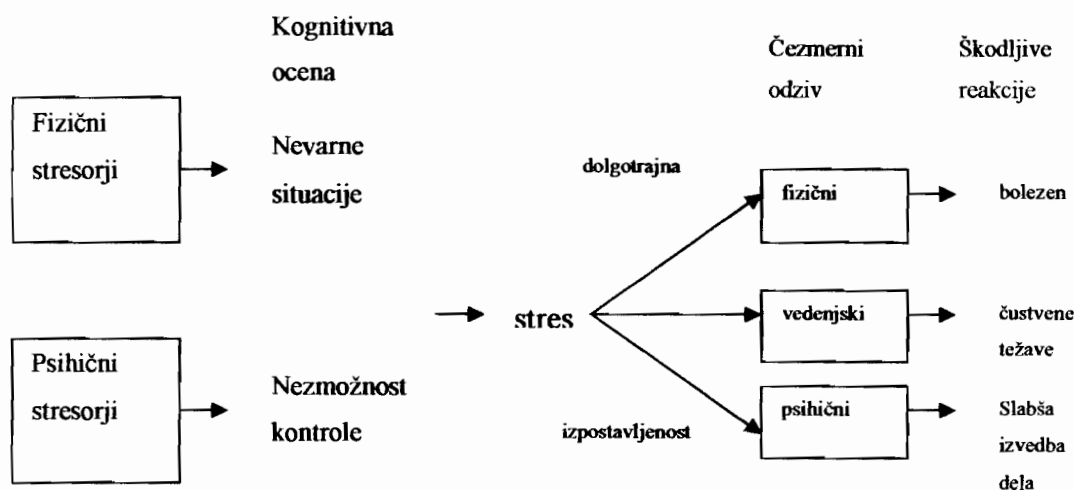 Kognitivna
ocena
Čezmerni
odziv
Škodljive
reakcije
Fizični
stresorji
Nevarne
situacije
dolgotrajna
fizični
bolezen
stres
vedenjski
čustvene
težave
Psihični
stresorji
Nezmožnost
kontrole
izpostavljenost
psihični
Slabša
izvedba
dela